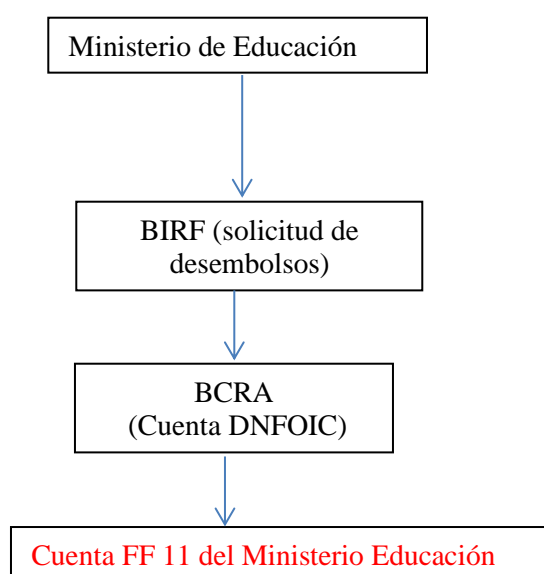 Ministerio de Educación
BIRF (solicitud de
desembolsos)
BCRA
(Cuenta DNFOIC)
Cuenta FF 11 del Ministerio Educación